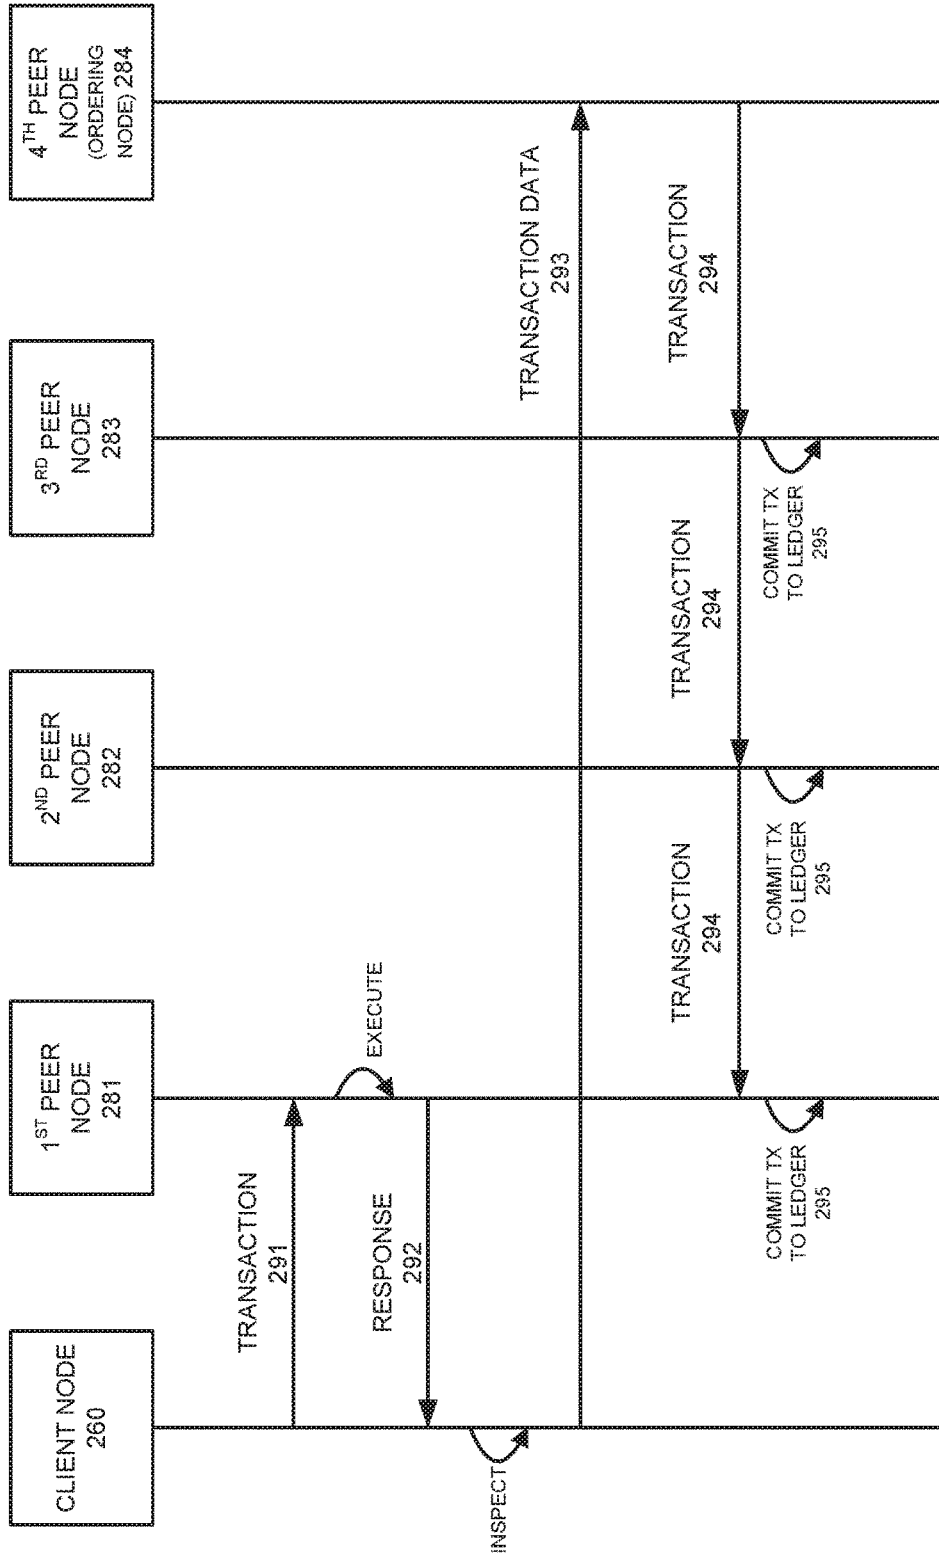 CLIENT NODE
260
1ST PEER
NODE
281
2ND PEER
NODE
282
3RD PEER
NODE
283
4TH PEER
NODE
(ORDERING
NODE) 284
TRANSACTION
291
EXECUTE
RESPONSE
292
INSPECT
TRANSACTION DATA
293
TRANSACTION
294
TRANSACTION
294
TRANSACTION
294
COMMIT TX
TO LEDGER
295
COMMIT TX
TO LEDGER
295
COMMIT TX
TO LEDGER
295